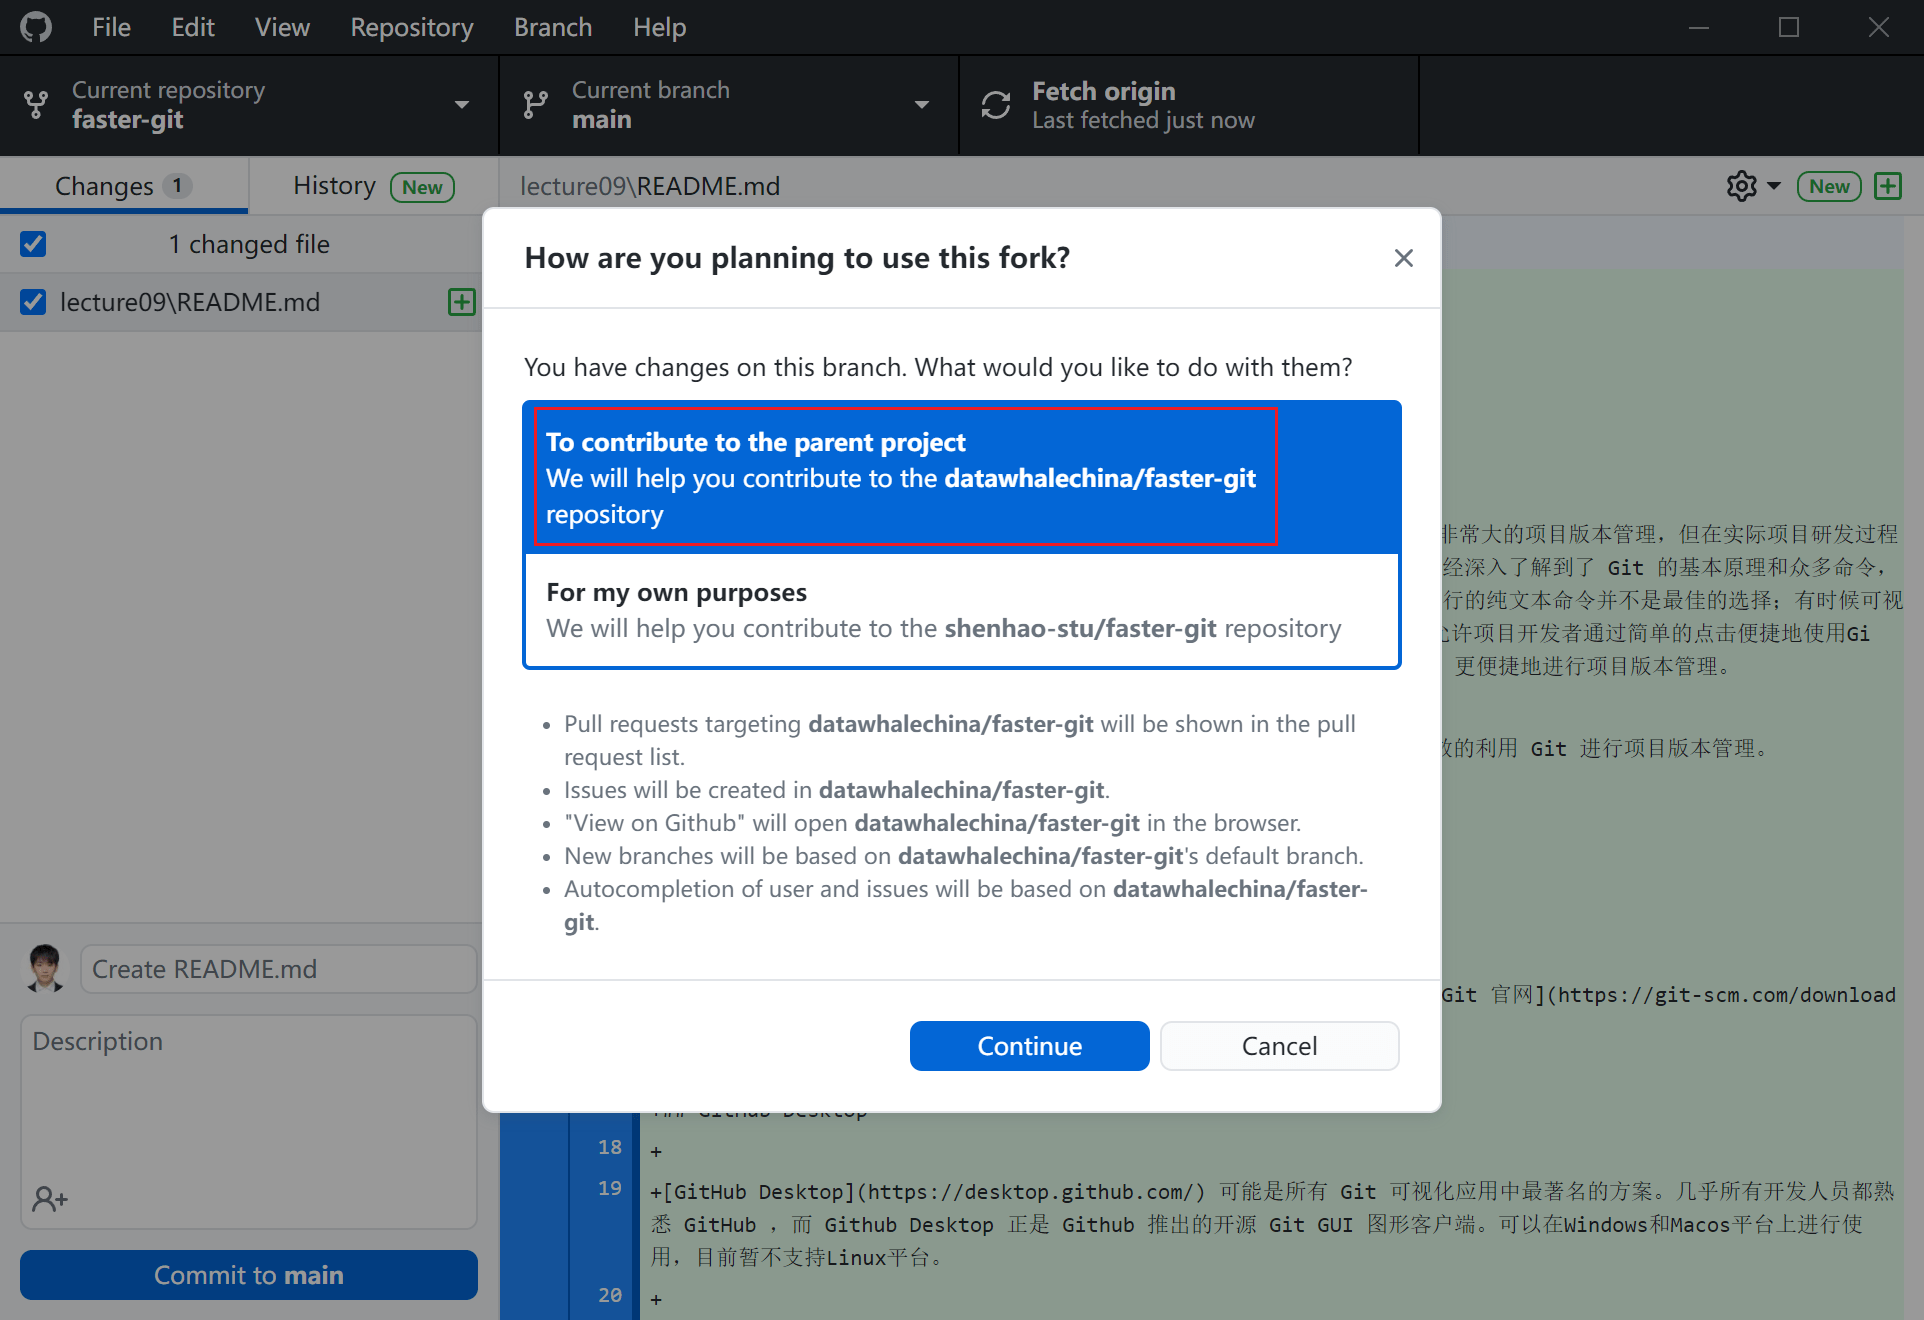 File Edit View Repository Branch Help
Current repository
faster-git
Current branch
main
Fetch origin
Last fetched just now
Changes 1
History New
lecture09\README.md
New
1 changed file
lecture09\README.md
How are you planning to use this fork?
You have changes on this branch. What would you like to do with them?
To contribute to the parent project
We will help you contribute to the datawhalechina/faster-git
repository
For my own purposes
We will help you contribute to the shenhao-stu/faster-git repository
• Pull requests targeting datawhalechina/faster-git will be shown in the pull
request list.
• Issues will be created in datawhalechina/faster-git.
• "View on Github" will open datawhalechina/faster-git in the browser.
• New branches will be based on datawhalechina/faster-git's default branch.
• Autocompletion of user and issues will be based on datawhalechina/faster-
git.
Continue
Cancel
非常大的项目版本管理，但在实际项目研发过程
经深入了解到了 Git 的基本原理和众多命令，
行的纯文本命令并不是最佳的选择；有时候可视
允许项目开发者通过简单的点击便捷地使用Gi
更便捷地进行项目版本管理。
的利用 Git 进行项目版本管理。
Git 官网](https://git-scm.com/download
Create README.md
Description
Commit to main
18 +
19 +[GitHub Desktop](https://desktop.github.com/) 可能是所有 Git 可视化应用中最著名的方案。几乎所有开发人员都熟
悉 GitHub ，而 Github Desktop 正是 Github 推出的开源 Git GUI 图形客户端。可以在Windows和Macos平台上进行使
用，目前暂不支持Linux平台。
20 +